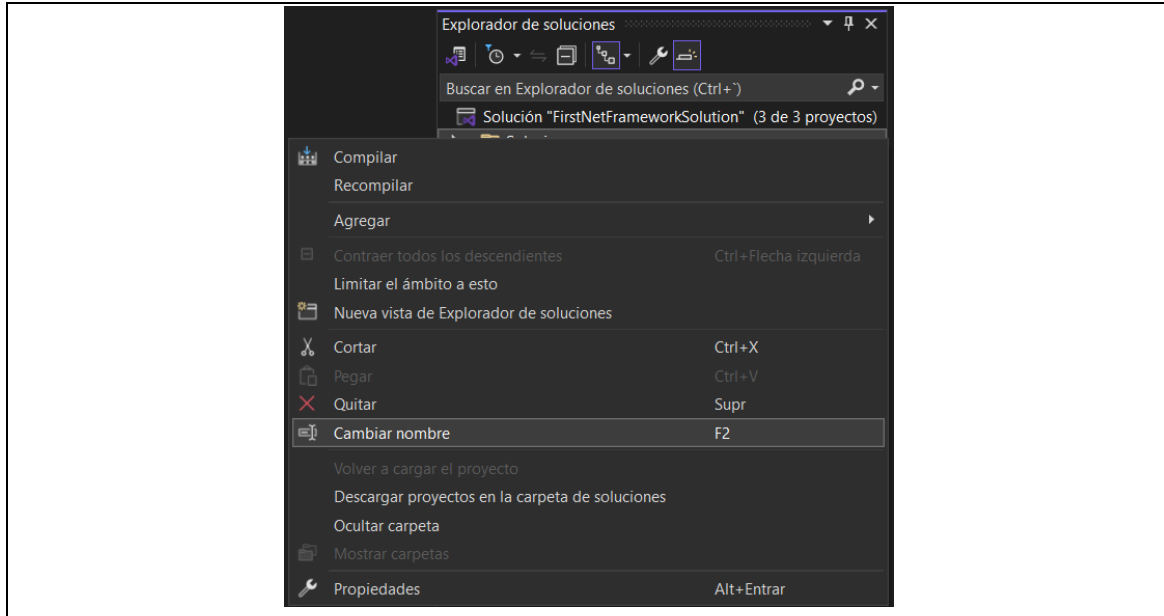 Explorador de soluciones
Buscar en Explorador de soluciones (Ctrl+`)
Solución "FirstNetFrameworkSolution" (3 de 3 proyectos)
Compilar
Recompilar
Agregar
Contraer todos los descendientes Ctrl+Flecha izquierda
Limitar el ámbito a esto
Nueva vista de Explorador de soluciones
Cortar Ctrl+X
Pegar Ctrl+V
Quitar Supr
Cambiar nombre F2
Volver a cargar el proyecto
Descargar proyectos en la carpeta de soluciones
Ocultar carpeta
Mostrar carpetas
Propiedades Alt+Entrar